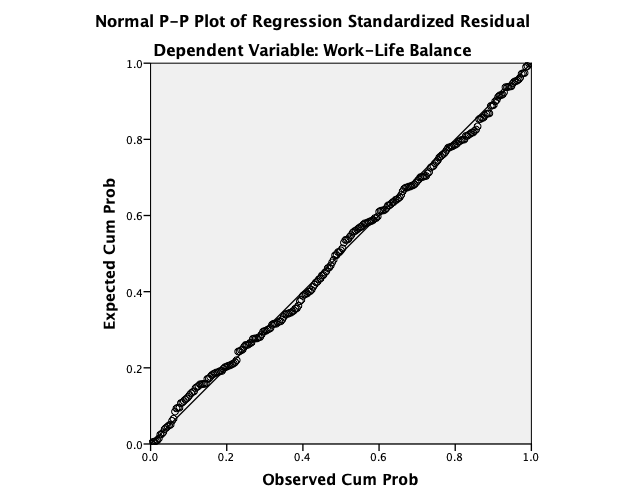 Normal P-P Plot of Regression Standardized Residual
Dependent Variable: Work-Life Balance
Expected Cum Prob
1.0
0.8
0.6
0.4
0.2
0.0
0.0 0.2 0.4 0.6 0.8 1.0
Observed Cum Prob